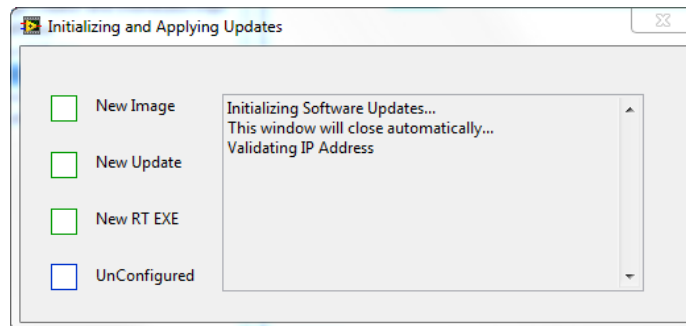 Initializing and Applying Updates
New Image
New Update
New RT EXE
UnConfigured
Initializing Software Updates...
This window will close automatically...
Validating IP Address